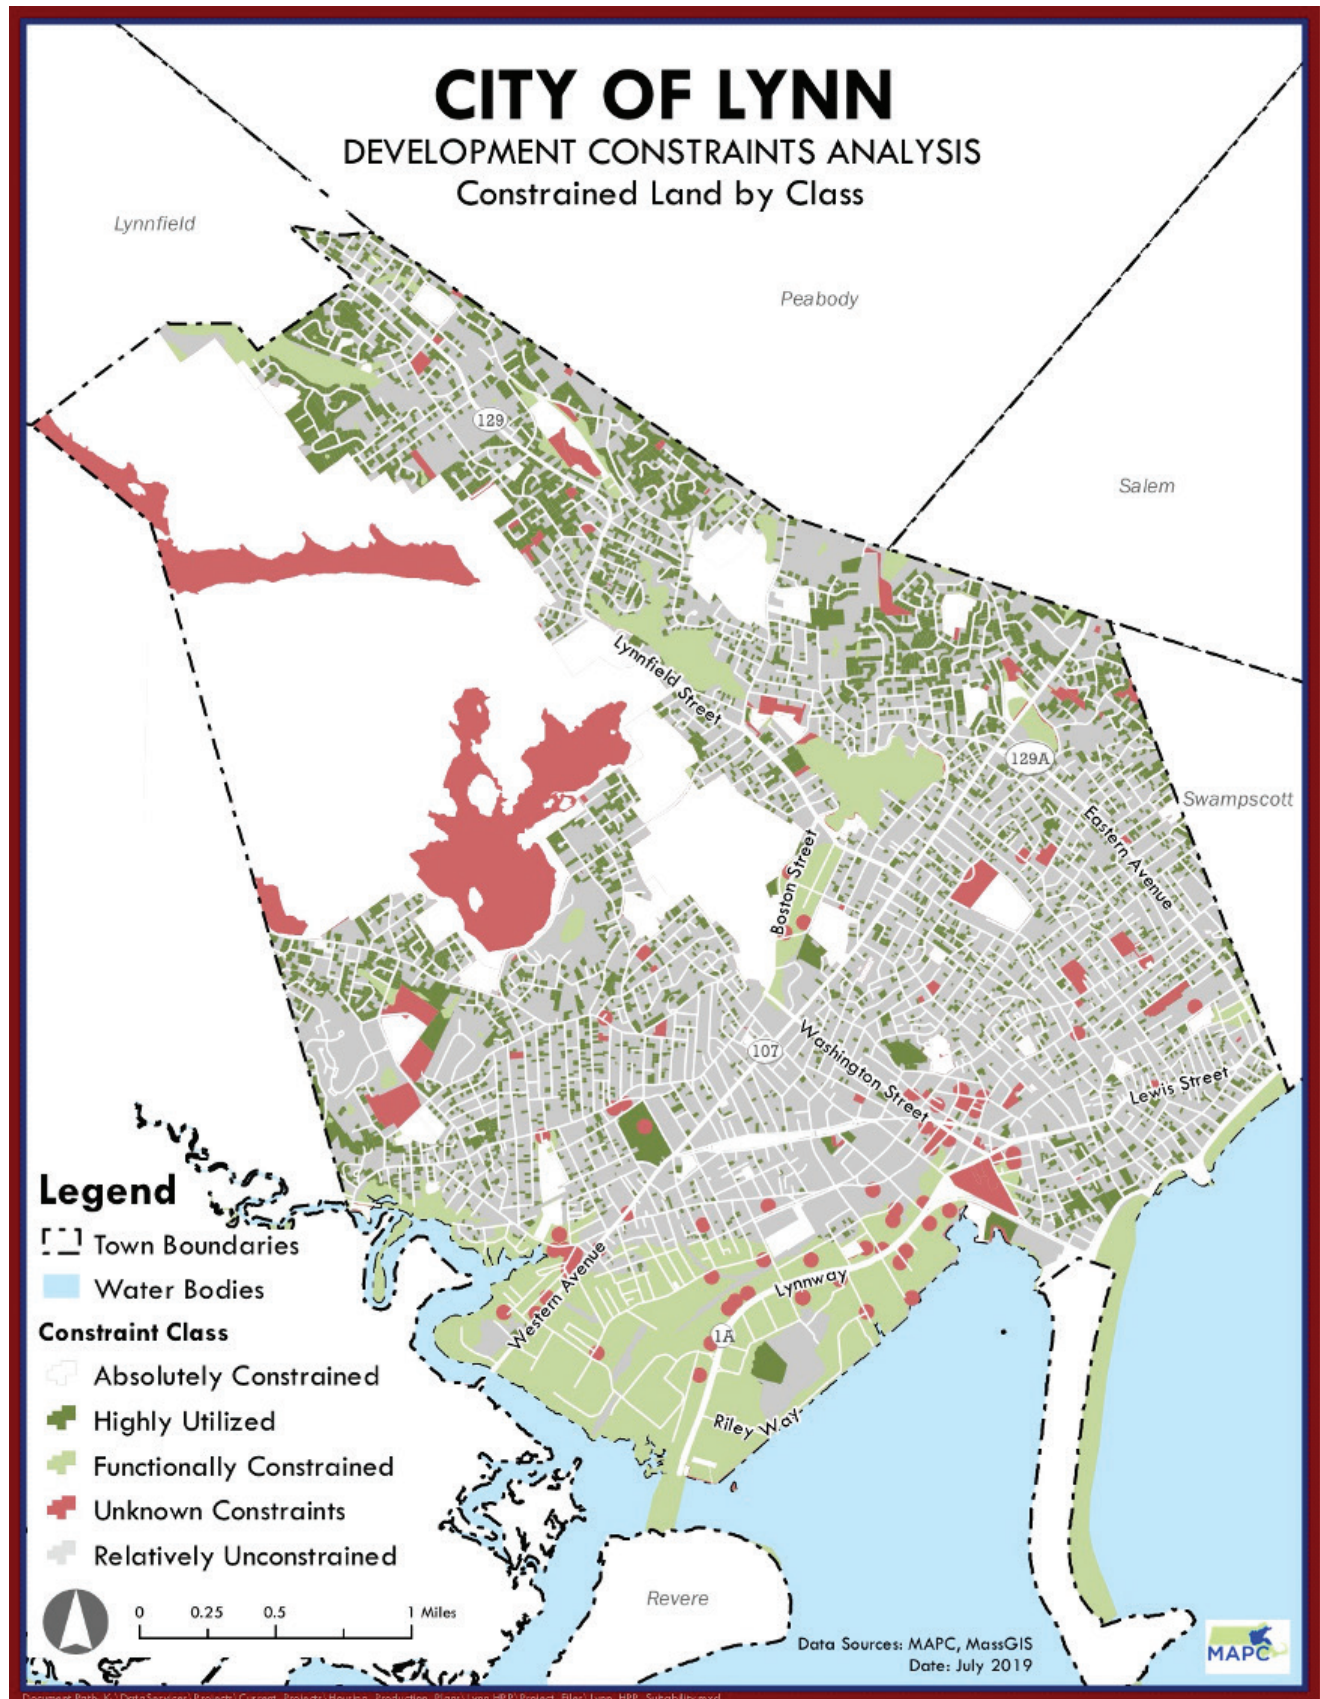 CITY OF LYNN
DEVELOPMENT CONSTRAINTS ANALYSIS
Constrained Land by Class
Lynnfield
Peabody
129
Salem
Lynnfield Street
129A
Swampscott
Eastern Avenue
Boston Street
107
Washington Street
Lewis Street
Western Avenue
Lynnway
1A
Riley Way
Revere
Legend
Town Boundaries
Water Bodies
Constraint Class
Absolutely Constrained
Highly Utilized
Functionally Constrained
Unknown Constraints
Relatively Unconstrained
0 0.25 0.5 1 Miles
Data Sources: MAPC, MassGIS
Date: July 2019
MAPC